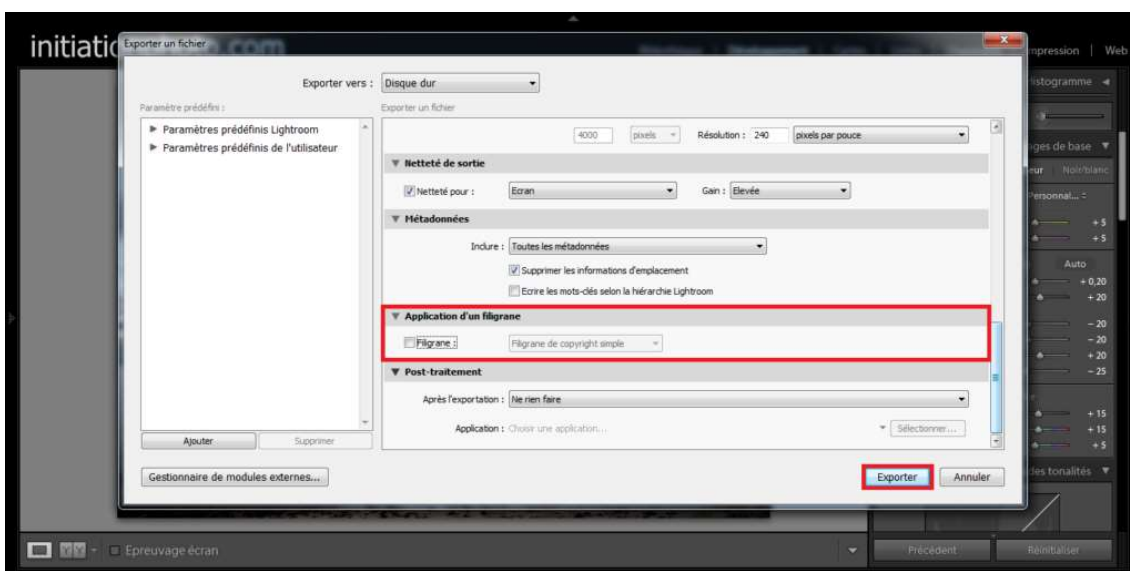 initiatio
.com
Exporter un fichier
mpression | Web
Exporter vers : Disque dur
Histogramme
Paramètre prédéfini :
Exporter un fichier
Paramètres prédéfinis Lightroom
Paramètres prédéfinis de l'utilisateur
4000 pixels Résolution : 240 pixels par pouce
Netteté de sortie
ges de base
Netteté pour : Ecran Gain : Elevée
eur Noir/blanc
Personnal... :
Métadonnées
+ 5
Inclure : Toutes les métadonnées
+ 5
Supprimer les informations d'emplacement
Auto
Ecrire les mots-clés selon la hiérarchie Lightroom
+ 0,20
+ 20
Application d'un filigrane
– 20
Filigrane : Filigrane de copyright simple
– 20
+ 20
Post-traitement
– 25
Après l'exportation : Ne rien faire
+ 15
Application : Choisir une application... Sélectionner...
+ 15
Ajouter Supprimer
+ 5
Gestionnaire de modules externes... Exporter Annuler
des tonalités
Epreuvage écran
Précédent Réinitialiser